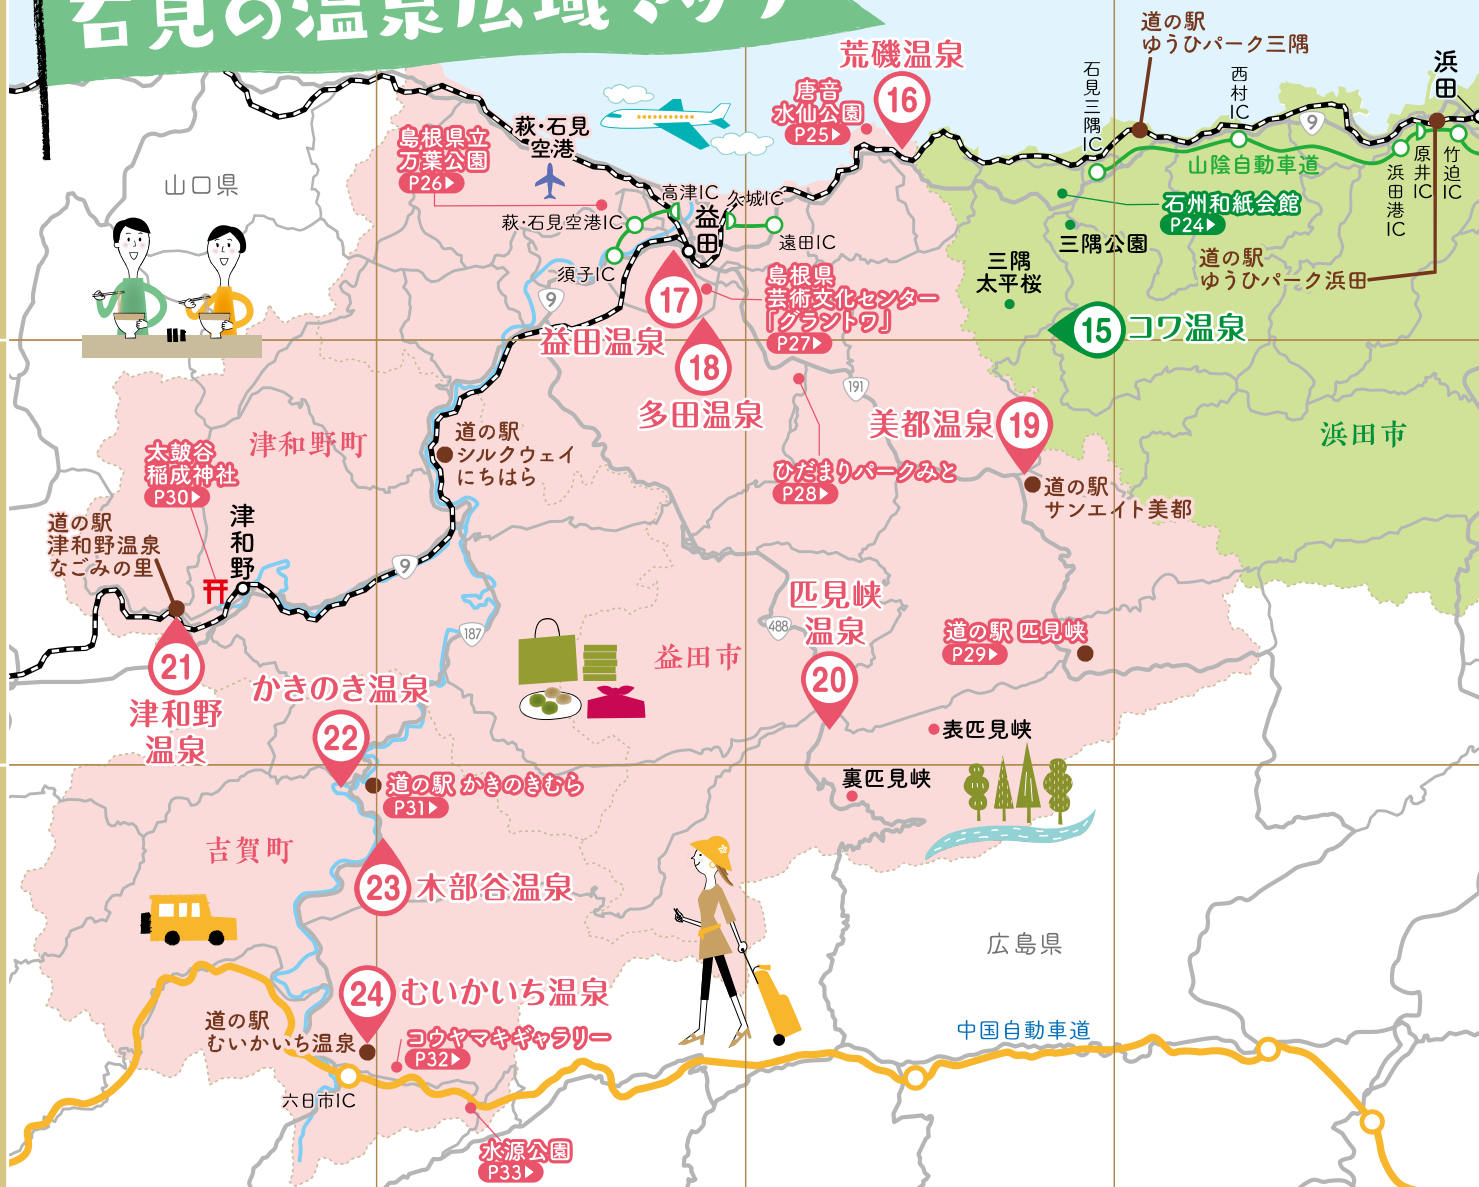 石見の温泉広域マップ
荒磯温泉
16
唐音
水仙公園
P25
島根県立
万葉公園
P26
萩・石見
空港
山口県
高津IC
久城IC
益田
萩・石見空港IC
須子IC
遠田IC
石見三隅IC
道の駅
ゆうひパーク三隅
西村IC
浜田
9
山陰自動車道
原井IC
竹迫IC
浜田港IC
石州和紙会館
P24
三隅公園
三隅
太平桜
道の駅
ゆうひパーク浜田
15
コワ温泉
浜田市
9
17
益田温泉
島根県
芸術文化センター
「グラントワ」
P27
18
多田温泉
191
美都温泉
19
道の駅
サンエイト美都
ひだまりパークみと
P28
津和野町
道の駅
シルクウェイ
にちはら
太皷谷
稲成神社
P30
津和野
道の駅
津和野温泉
なごみの里
9
187
21
津和野
温泉
488
匹見峡
温泉
20
道の駅 匹見峡
P29
益田市
表匹見峡
裏匹見峡
かきのき温泉
22
道の駅 かきのきむら
P31
吉賀町
23
木部谷温泉
24
むいかいち温泉
道の駅
むいかいち温泉
コウヤマキギャラリー
P32
六日市IC
水源公園
P33
広島県
中国自動車道